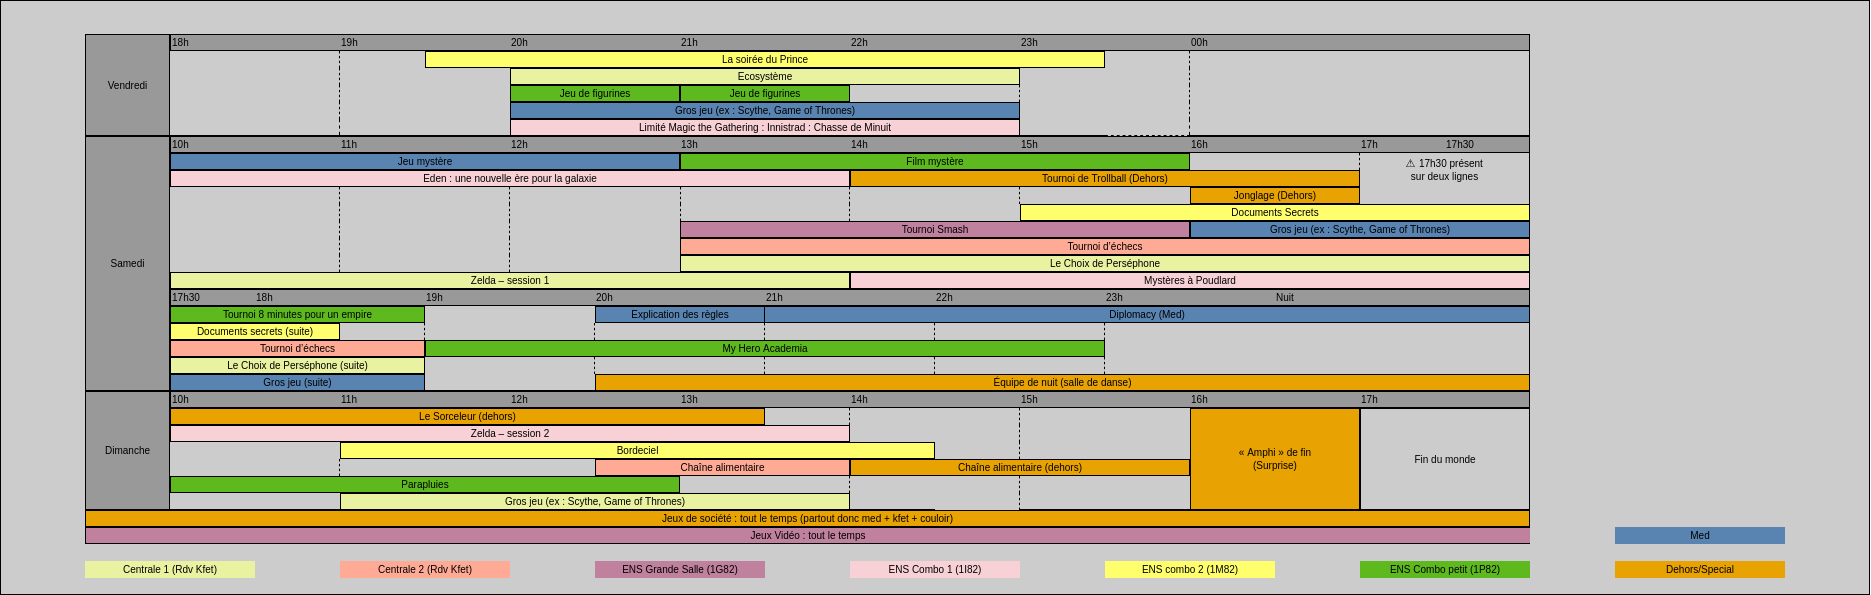 18h 19h 20h 21h 22h 23h 00h
Vendredi
La soirée du Prince
Ecosystème
Jeu de figurines Jeu de figurines
Gros jeu (ex : Scythe, Game of Thrones)
Limité Magic the Gathering : Innistrad : Chasse de Minuit
10h 11h 12h 13h 14h 15h 16h 17h 17h30
Samedi
Jeu mystère Film mystère
⚠ 17h30 présent
sur deux lignes
Eden : une nouvelle ère pour la galaxie Tournoi de Trollball (Dehors)
Jonglage (Dehors)
Documents Secrets
Tournoi Smash Gros jeu (ex : Scythe, Game of Thrones)
Tournoi d'échecs
Le Choix de Perséphone
Zelda – session 1 Mystères à Poudlard
17h30 18h 19h 20h 21h 22h 23h Nuit
Tournoi 8 minutes pour un empire Explication des règles Diplomacy (Med)
Documents secrets (suite)
Tournoi d'échecs My Hero Academia
Le Choix de Perséphone (suite)
Gros jeu (suite) Équipe de nuit (salle de danse)
10h 11h 12h 13h 14h 15h 16h 17h
Dimanche
Le Sorceleur (dehors)
Zelda – session 2
Bordeciel
« Amphi » de fin
(Surprise)
Fin du monde
Chaîne alimentaire Chaîne alimentaire (dehors)
Parapluies
Gros jeu (ex : Scythe, Game of Thrones)
Jeux de société : tout le temps (partout donc med + kfet + couloir)
Jeux Vidéo : tout le temps Med
Centrale 1 (Rdv Kfet) Centrale 2 (Rdv Kfet) ENS Grande Salle (1G82) ENS Combo 1 (1I82) ENS combo 2 (1M82) ENS Combo petit (1P82) Dehors/Special